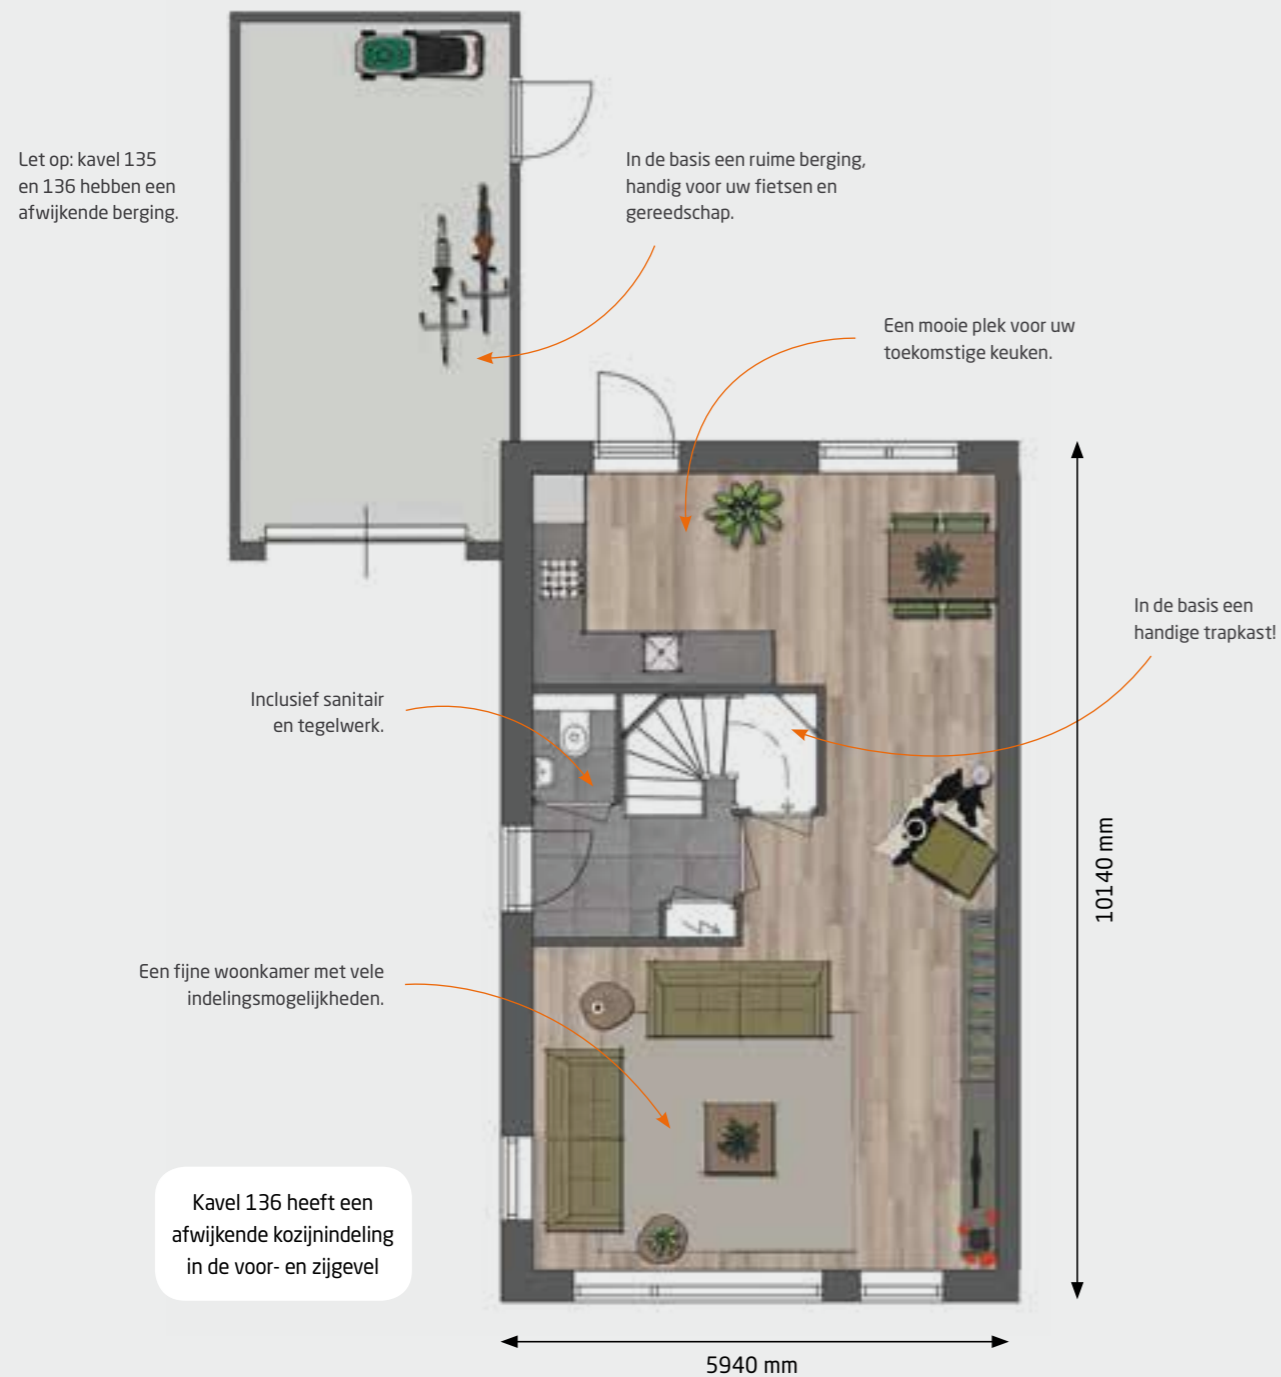 Let op: kavel 135
en 136 hebben een
afwijkende berging.
In de basis een ruime berging,
handig voor uw fietsen en
gereedschap.
Een mooie plek voor uw
toekomstige keuken.
In de basis een
handige trapkast!
Inclusief sanitair
en tegelwerk.
10140 mm
Een fijne woonkamer met vele
indelingsmogelijkheden.
Kavel 136 heeft een
afwijkende kozijnindeling
in de voor- en zijgevel
5940 mm